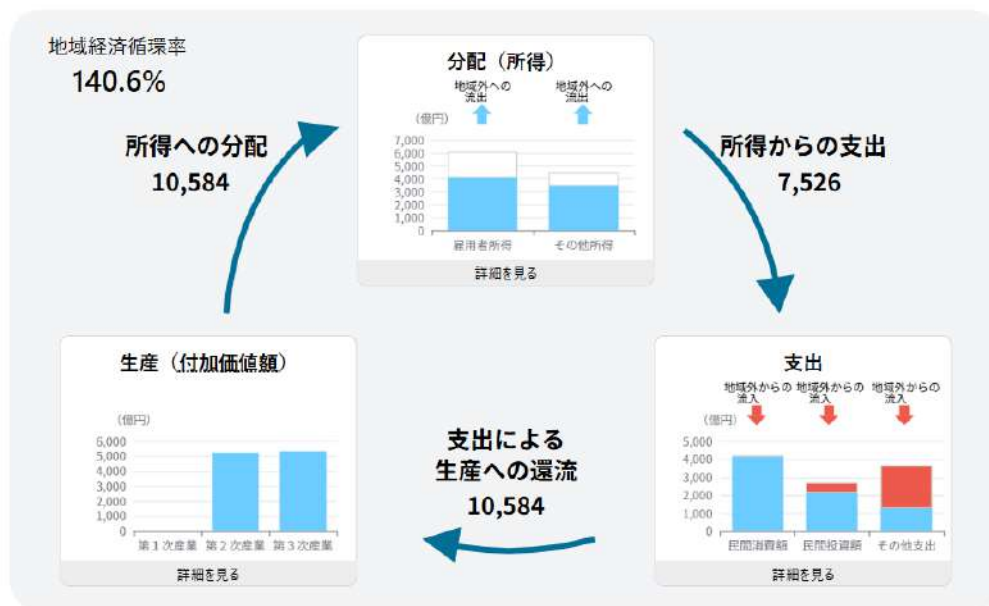 地域経済循環率
140.6%
分配（所得）
地域外への
流出
地域外への
流出
（億円）
7,000
6,000
5,000
4,000
3,000
2,000
1,000
0
雇用者所得
その他所得
詳細を見る
所得への分配
10,584
所得からの支出
7,526
生産（付加価値額）
（億円）
6,000
5,000
4,000
3,000
2,000
1,000
0
第１次産業
第２次産業
第３次産業
詳細を見る
支出による
生産への還流
10,584
支出
地域外からの
流入
地域外からの
流入
地域外からの
流入
（億円）
5,000
4,000
3,000
2,000
1,000
0
民間消費額
民間投資額
その他支出
詳細を見る